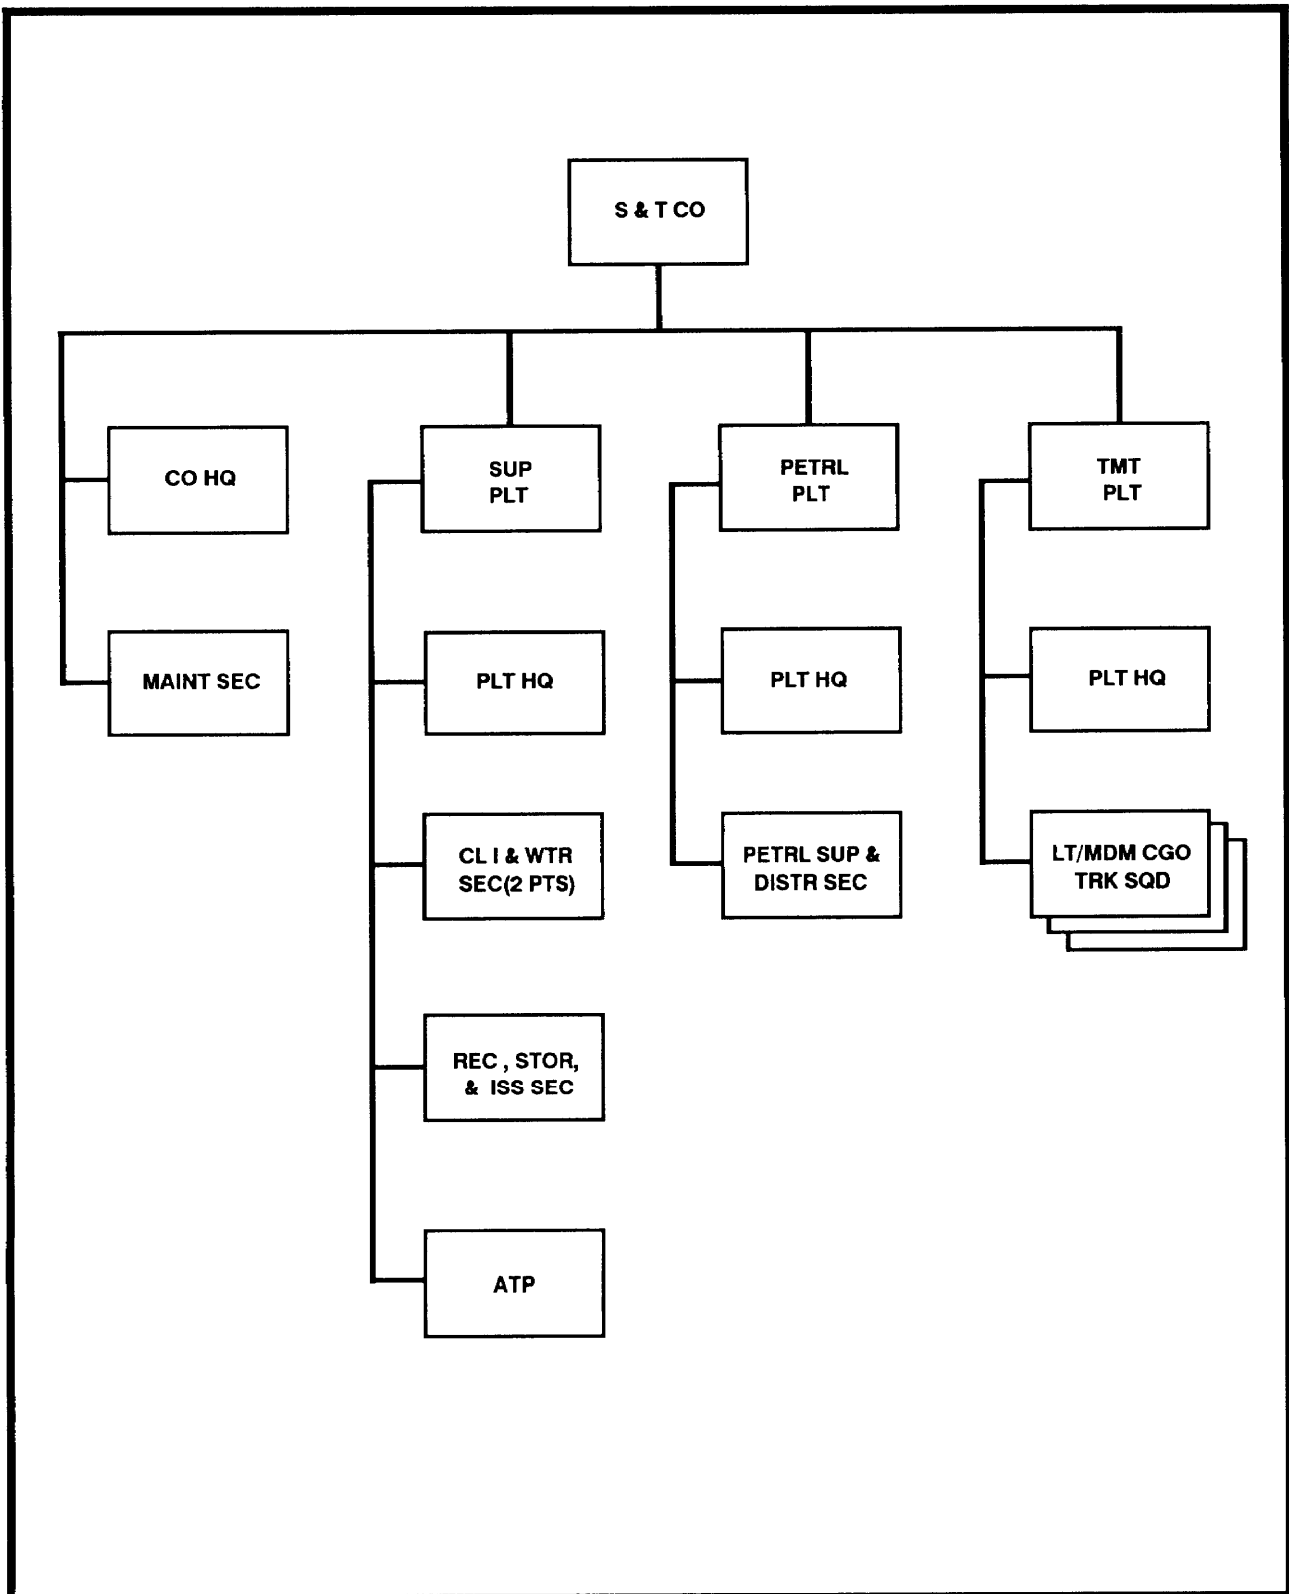 S & T CO
CO HQ
SUP
PLT
PETRL
PLT
TMT
PLT
MAINT SEC
PLT HQ
PLT HQ
PLT HQ
CL I & WTR
SEC(2 PTS)
PETRL SUP &
DISTR SEC
LT/MDM CGO
TRK SQD
REC , STOR,
& ISS SEC
ATP